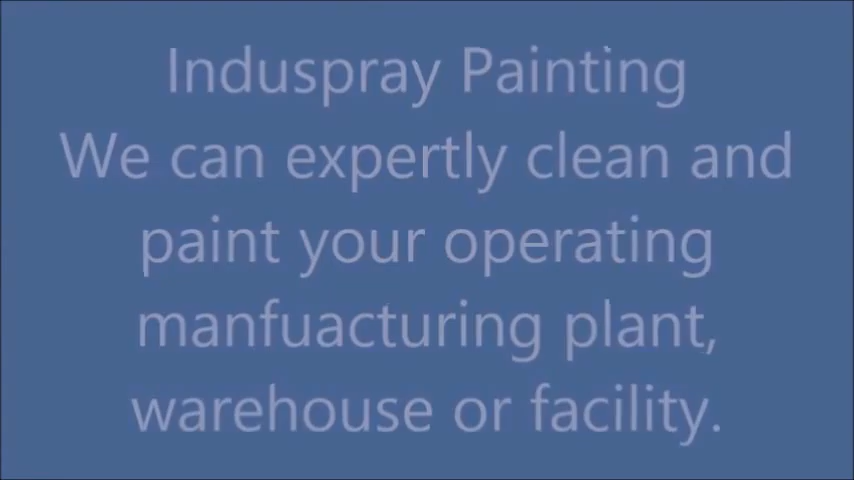 Induspray Painting
We can expertly clean and
paint your operating
manfuacturing plant,
warehouse or facility.